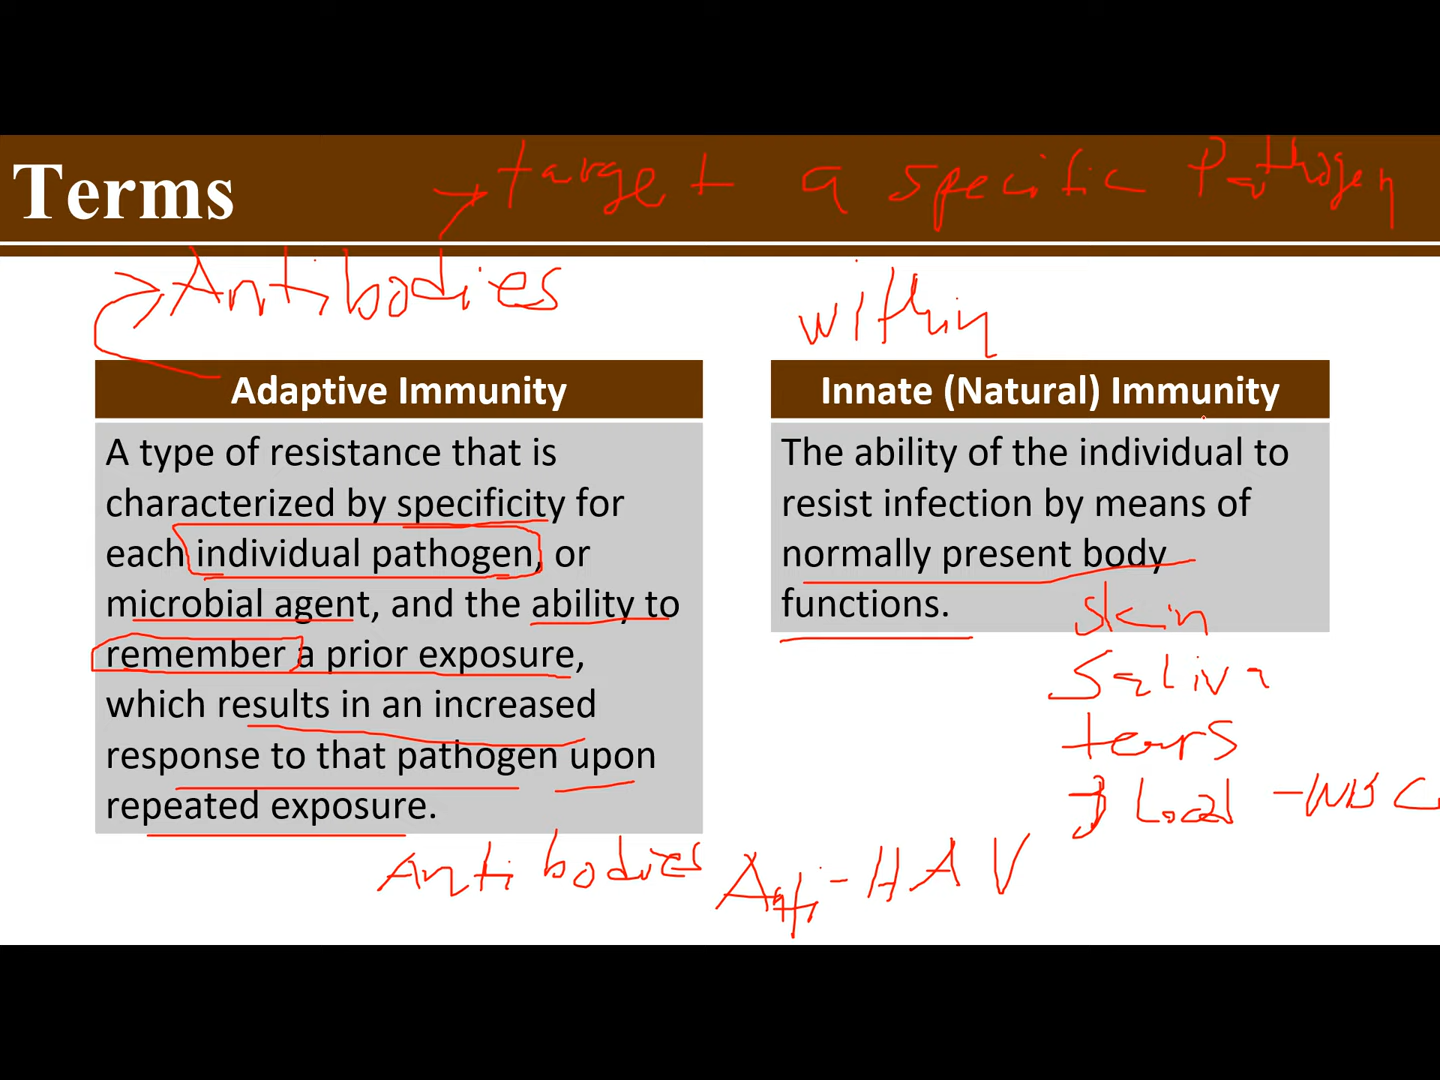 Terms
→ target a specific Pathogen
→ Antibodies
within
Adaptive Immunity
A type of resistance that is
characterized by specificity for
each individual pathogen, or
microbial agent, and the ability to
remember a prior exposure,
which results in an increased
response to that pathogen upon
repeated exposure.
Antibodies Anti-HAV
Innate (Natural) Immunity
The ability of the individual to
resist infection by means of
normally present body
functions.
skin
Saliva
tears
-WBC